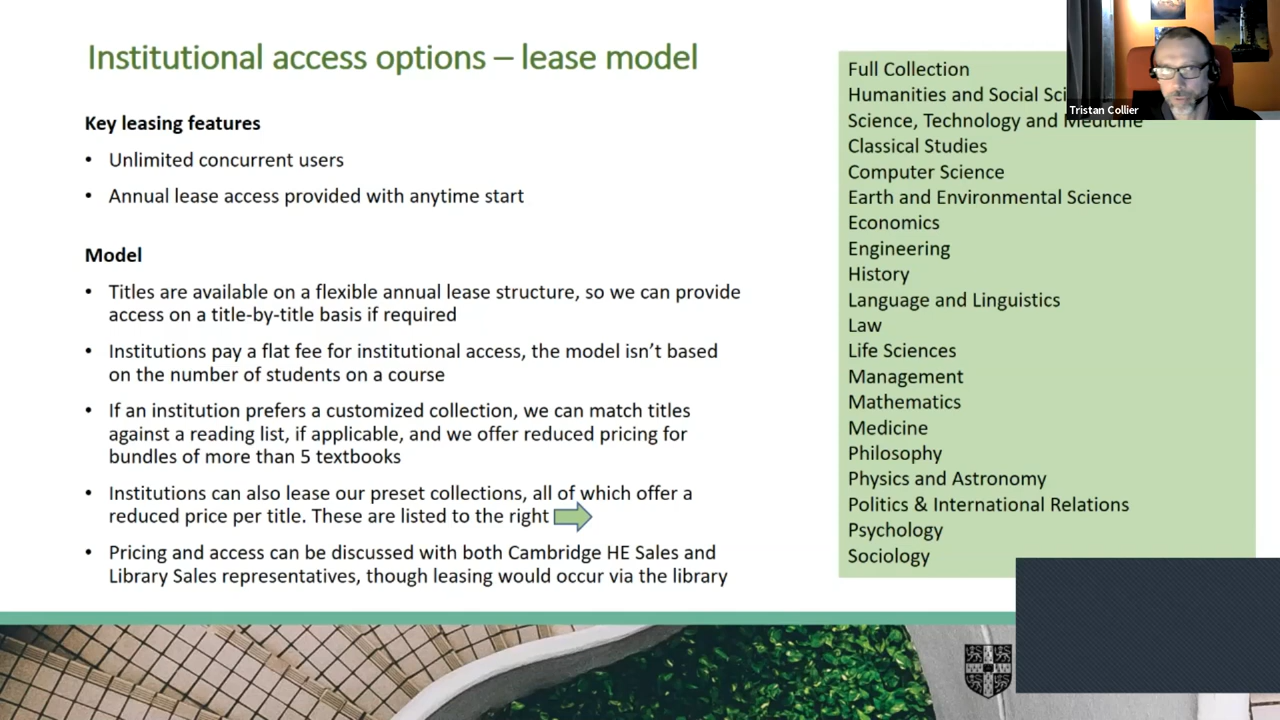 Institutional access options – lease model
Key leasing features
• Unlimited concurrent users
• Annual lease access provided with anytime start
Model
• Titles are available on a flexible annual lease structure, so we can provide
access on a title-by-title basis if required
• Institutions pay a flat fee for institutional access, the model isn’t based
on the number of students on a course
• If an institution prefers a customized collection, we can match titles
against a reading list, if applicable, and we offer reduced pricing for
bundles of more than 5 textbooks
• Institutions can also lease our preset collections, all of which offer a
reduced price per title. These are listed to the right
• Pricing and access can be discussed with both Cambridge HE Sales and
Library Sales representatives, though leasing would occur via the library
Full Collection
Humanities and Social Sci
Science, Technology and Medicine
Classical Studies
Computer Science
Earth and Environmental Science
Economics
Engineering
History
Language and Linguistics
Law
Life Sciences
Management
Mathematics
Medicine
Philosophy
Physics and Astronomy
Politics & International Relations
Psychology
Sociology
Tristan Collier